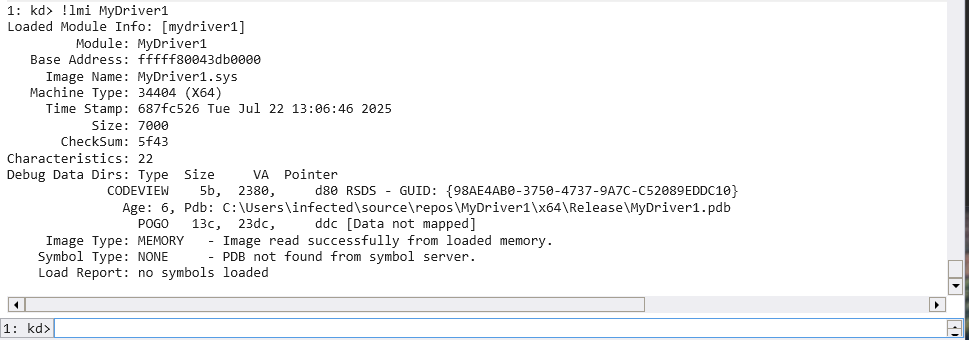 1: kd> !lmi MyDriver1
Loaded Module Info: [mydriver1]
Module: MyDriver1
Base Address: fffff80043db0000
Image Name: MyDriver1.sys
Machine Type: 34404 (X64)
Time Stamp: 687fc526 Tue Jul 22 13:06:46 2025
Size: 7000
CheckSum: 5f43
Characteristics: 22
Debug Data Dirs: Type  Size     VA  Pointer
CODEVIEW    5b,  2380,     d80 RSDS - GUID: {98AE4AB0-3750-4737-9A7C-C52089EDDC10}
Age: 6, Pdb: C:\Users\infected\source\repos\MyDriver1\x64\Release\MyDriver1.pdb
POGO   13c,  23dc,     ddc [Data not mapped]
Image Type: MEMORY   - Image read successfully from loaded memory.
Symbol Type: NONE     - PDB not found from symbol server.
Load Report: no symbols loaded
1: kd>